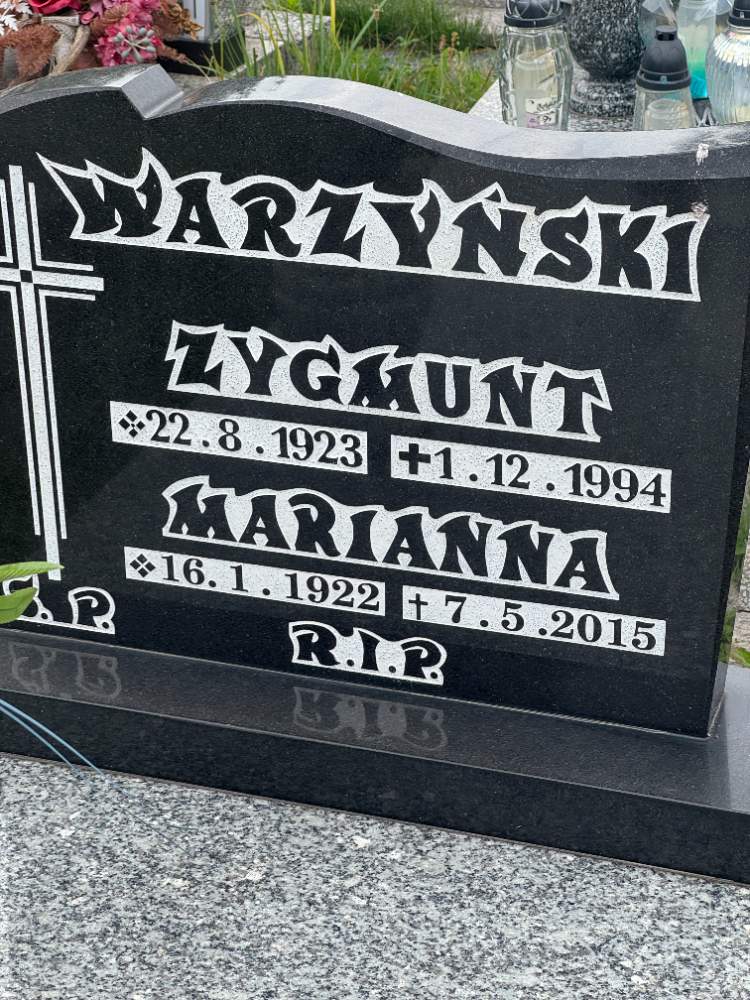 WARZYŃSKI
ZYGMUNT
❖22.8.1923 ✝1.12.1994
MARIANNA
❖16.1.1922 †7.5.2015
Ś.P.
R.I.P.